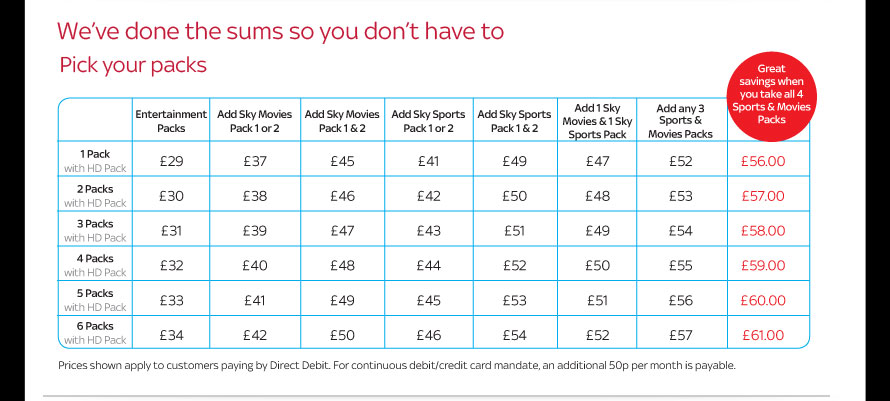 We've done the sums so you don't have to
Pick your packs
Great
savings when
you take all 4
Sports & Movies
Packs
Entertainment
Packs
Add Sky Movies
Pack 1 or 2
Add Sky Movies
Pack 1 & 2
Add Sky Sports
Pack 1 or 2
Add Sky Sports
Pack 1 & 2
Add 1 Sky
Movies & 1 Sky
Sports Pack
Add any 3
Sports &
Movies Packs
1 Pack
with HD Pack
£29 £37 £45 £41 £49 £47 £52 £56.00
2 Packs
with HD Pack
£30 £38 £46 £42 £50 £48 £53 £57.00
3 Packs
with HD Pack
£31 £39 £47 £43 £51 £49 £54 £58.00
4 Packs
with HD Pack
£32 £40 £48 £44 £52 £50 £55 £59.00
5 Packs
with HD Pack
£33 £41 £49 £45 £53 £51 £56 £60.00
6 Packs
with HD Pack
£34 £42 £50 £46 £54 £52 £57 £61.00
Prices shown apply to customers paying by Direct Debit. For continuous debit/credit card mandate, an additional 50p per month is payable.